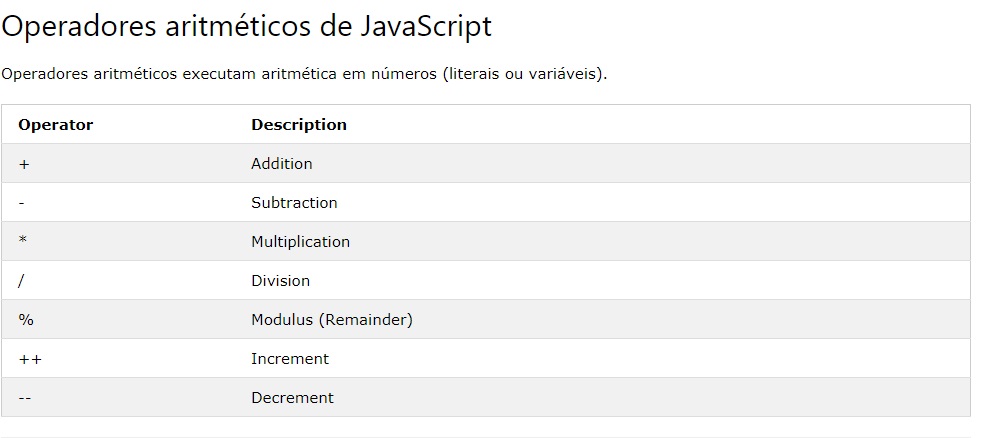 Operadores aritméticos de JavaScript
Operadores aritméticos executam aritmética em números (literais ou variáveis).
Operator Description
+ Addition
- Subtraction
* Multiplication
/ Division
% Modulus (Remainder)
++ Increment
-- Decrement